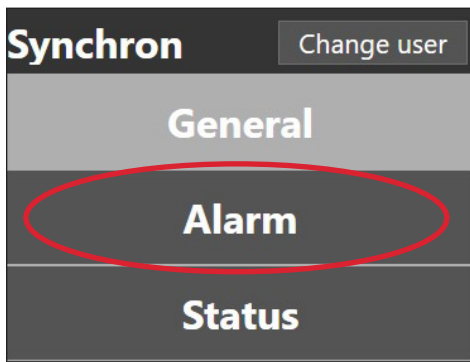 Synchron
Change user
General
Alarm
Status